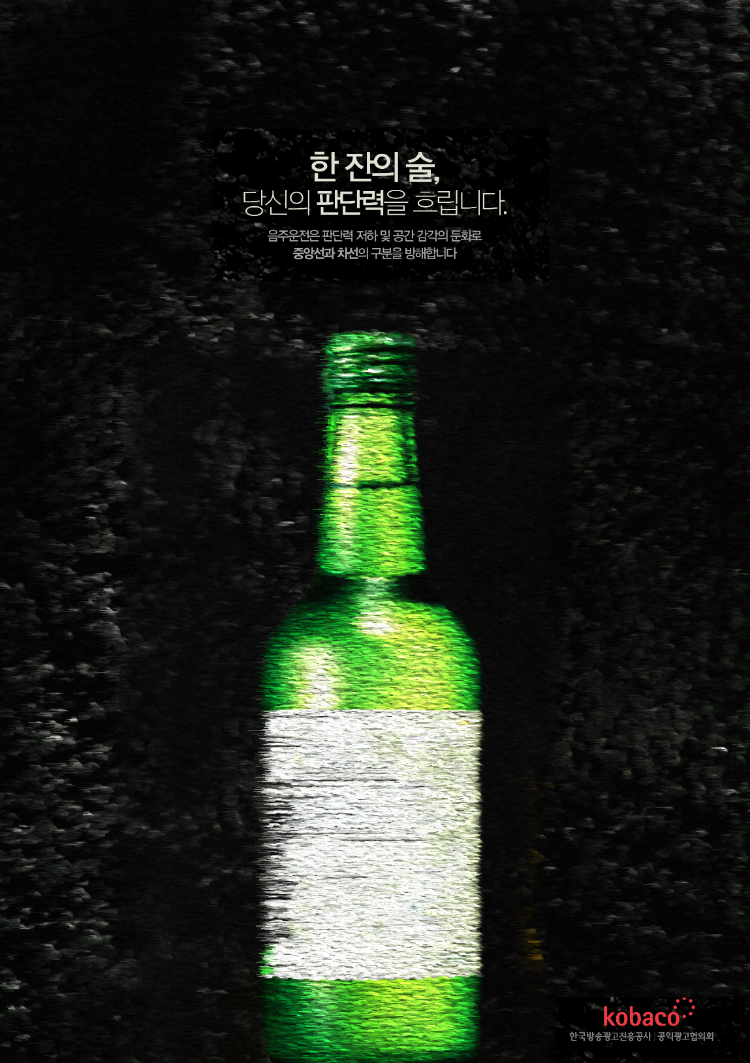 한 잔의 술,
당신의 판단력을 흐립니다.
음주운전은 판단력 저하 및 공간 감각의 둔화로
중앙선과 차선의 구분을 방해합니다
kobaco
한국방송광고진흥공사 | 공익광고협의회